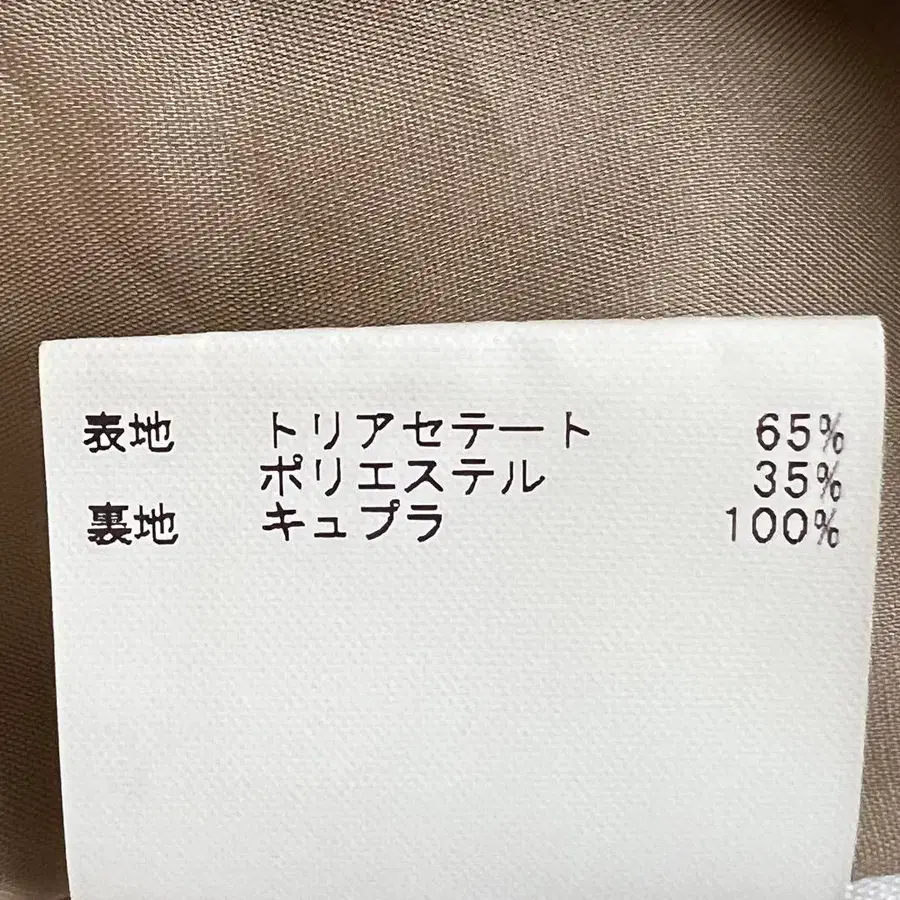 表地 トリアセテート 65%
ポリエステル 35%
裏地 キュプラ 100%